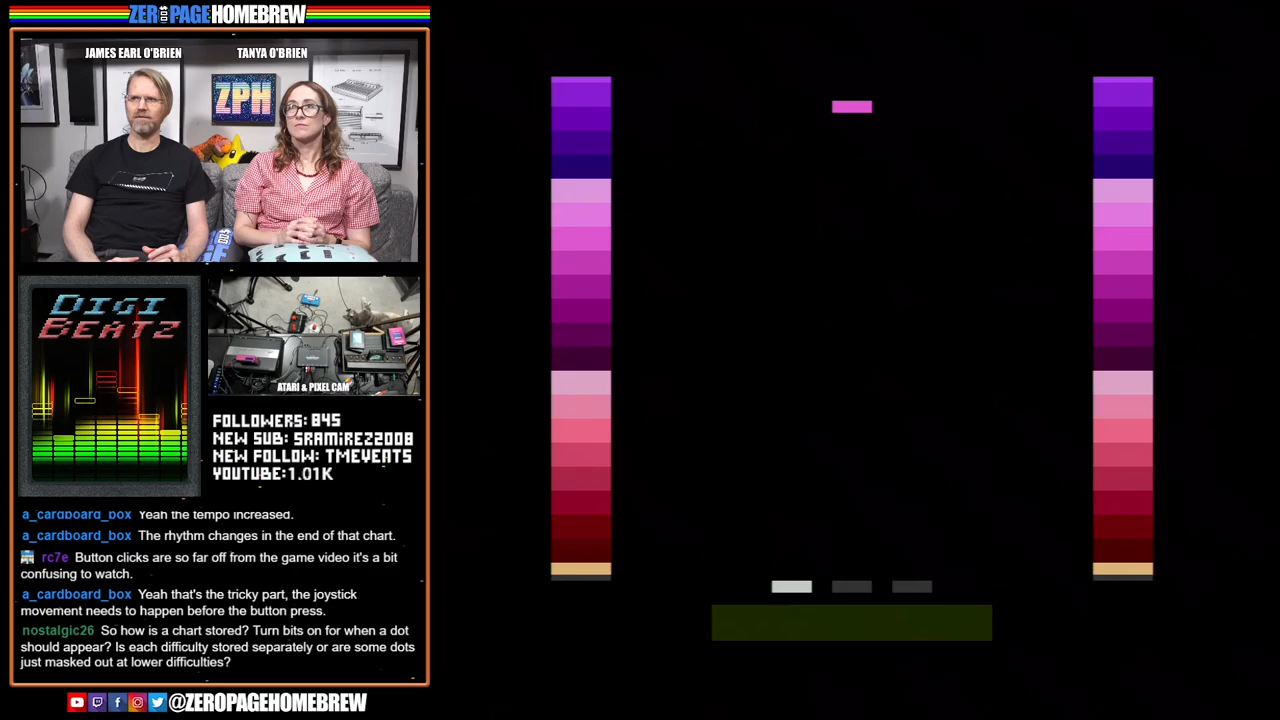 ZEROPAGE HOMEBREW
JAMES EARL O'BRIEN
TANYA O'BRIEN
ZPH
DIGI
BEATZ
ATARI & PIXEL CAM
FOLLOWERS: 845
NEW SUB: SRAMIREZ2008
NEW FOLLOW: TMEYEATS
YOUTUBE:1.01K
a_cardboard_box Yeah the tempo increased.
a_cardboard_box The rhythm changes in the end of that chart.
rc7e Button clicks are so far off from the game video it's a bit
confusing to watch.
a_cardboard_box Yeah that's the tricky part, the joystick
movement needs to happen before the button press.
nostalgic26 So how is a chart stored? Turn bits on for when a dot
should appear? Is each difficulty stored separately or are some dots
just masked out at lower difficulties?
@ZEROPAGEHOMEBREW